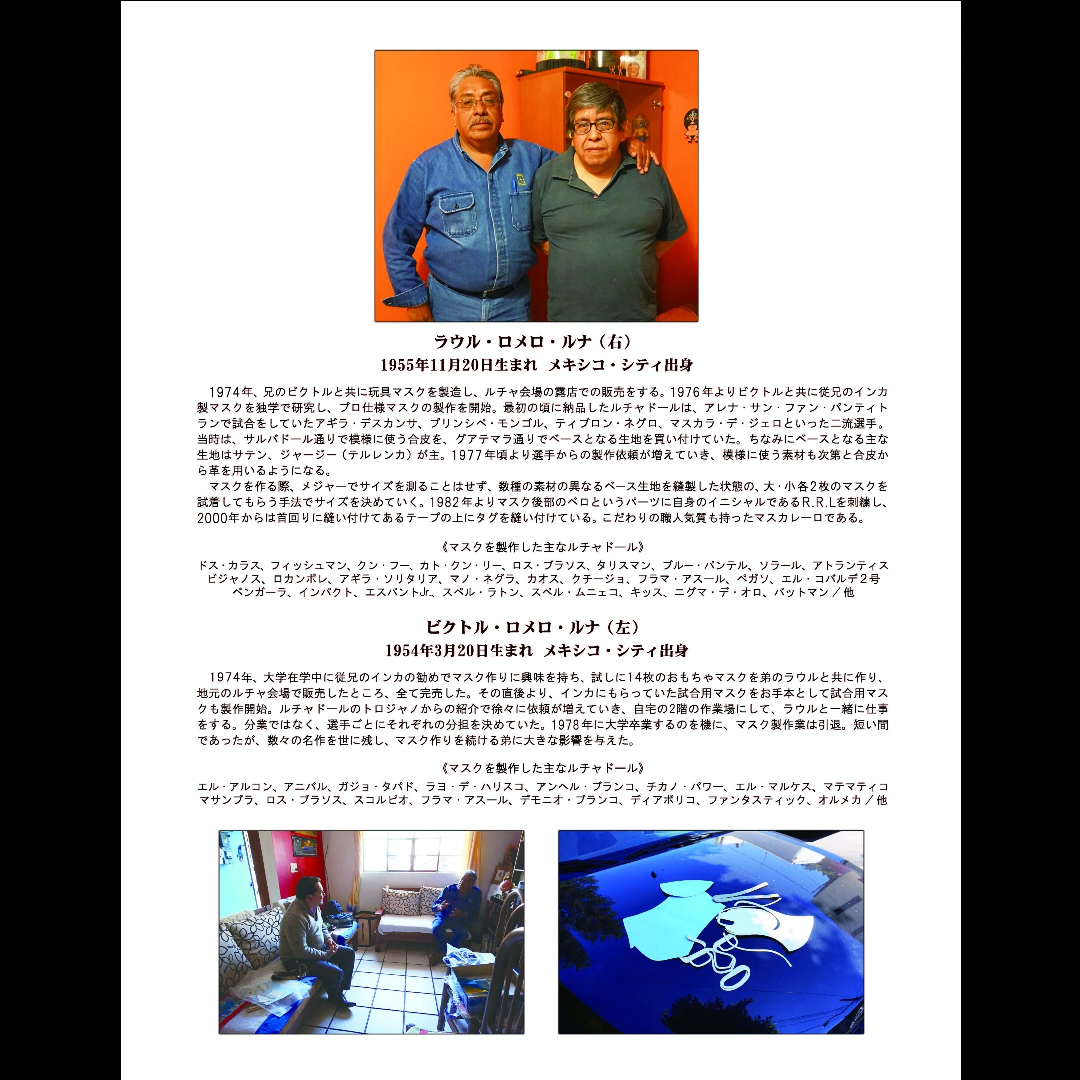 ラウル・ロメロ・ルナ（右）
1955年11月20日生まれ メキシコ・シティ出身
1974年、兄のビクトルと共に玩具マスクを製造し、ルチャ会場の露店での販売をする。1976年よりビクトルと共に従兄のインカ
製マスクを独学で研究し、プロ仕様マスクの製作を開始。最初の頃に納品したルチャドールは、アレナ・サン・ファン・パンティト
ランで試合をしていたアギラ・デスカンサ、プリンシペ・モンゴル、ティブロン・ネグロ、マスカラ・デ・ジェロといった二流選手。
当時は、サルバドール通りで模様に使う合皮を、グアテマラ通りでベースとなる生地を買い付けていた。ちなみにベースとなる主な
生地はサテン、ジャージー（テルレンカ）が主。1977年頃より選手からの製作依頼が増えていき、模様に使う素材も次第と合皮か
ら革を用いるようになる。
マスクを作る際、メジャーでサイズを測ることはせず、数種の素材の異なるベース生地を縫製した状態の、大・小各2枚のマスクを
試着してもらう手法でサイズを決めていく。1982年よりマスク後部のベロというパーツに自身のイニシャルであるR.R.Lを刺繍し、
2000年からは首回りに縫い付けてあるテープの上にタグを縫い付けている。こだわりの職人気質も持ったマスカレーロである。
《マスクを製作した主なルチャドール》
ドス・カラス、フィッシュマン、クン・フー、カト・クン・リー、ロス・ブラソス、タリスマン、ブルー・パンテル、ソラール、アトランティス
ビジャノス、ロカンボレ、アギラ・ソリタリア、マノ・ネグラ、カオス、クチージョ、フラマ・アスール、ペガソ、エル・コバルデ２号
ペンガーラ、インパクト、エスパントJr.、スペル・ラトン、スペル・ムニェコ、キッス、ニグマ・デ・オロ、バットマン／他
ビクトル・ロメロ・ルナ（左）
1954年3月20日生まれ メキシコ・シティ出身
1974年、大学在学中に従兄のインカの勧めでマスク作りに興味を持ち、試しに14枚のおもちゃマスクを弟のラウルと共に作り、
地元のルチャ会場で販売したところ、全て完売した。その直後より、インカにもらっていた試合用マスクをお手本として試合用マス
クも製作開始。ルチャドールのトロジャノからの紹介で徐々に依頼が増えていき、自宅の2階の作業場にして、ラウルと一緒に仕事
をする。分業ではなく、選手ごとにそれぞれの分担を決めていた。1978年に大学卒業するのを機に、マスク製作業は引退。短い間
であったが、数々の名作を世に残し、マスク作りを続ける弟に大きな影響を与えた。
《マスクを製作した主なルチャドール》
エル・アルコン、アニバル、ガジョ・タパド、ラヨ・デ・ハリスコ、アンヘル・ブランコ、チカノ・パワー、エル・マルケス、マテマティコ
マサンブラ、ロス・ブラソス、スコルピオ、フラマ・アスール、デモニオ・ブランコ、ディアボリコ、ファンタスティック、オルメカ／他